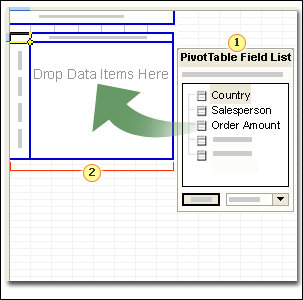 1
PivotTable Field List
Drop Data Items Here
Country
Salesperson
Order Amount
2